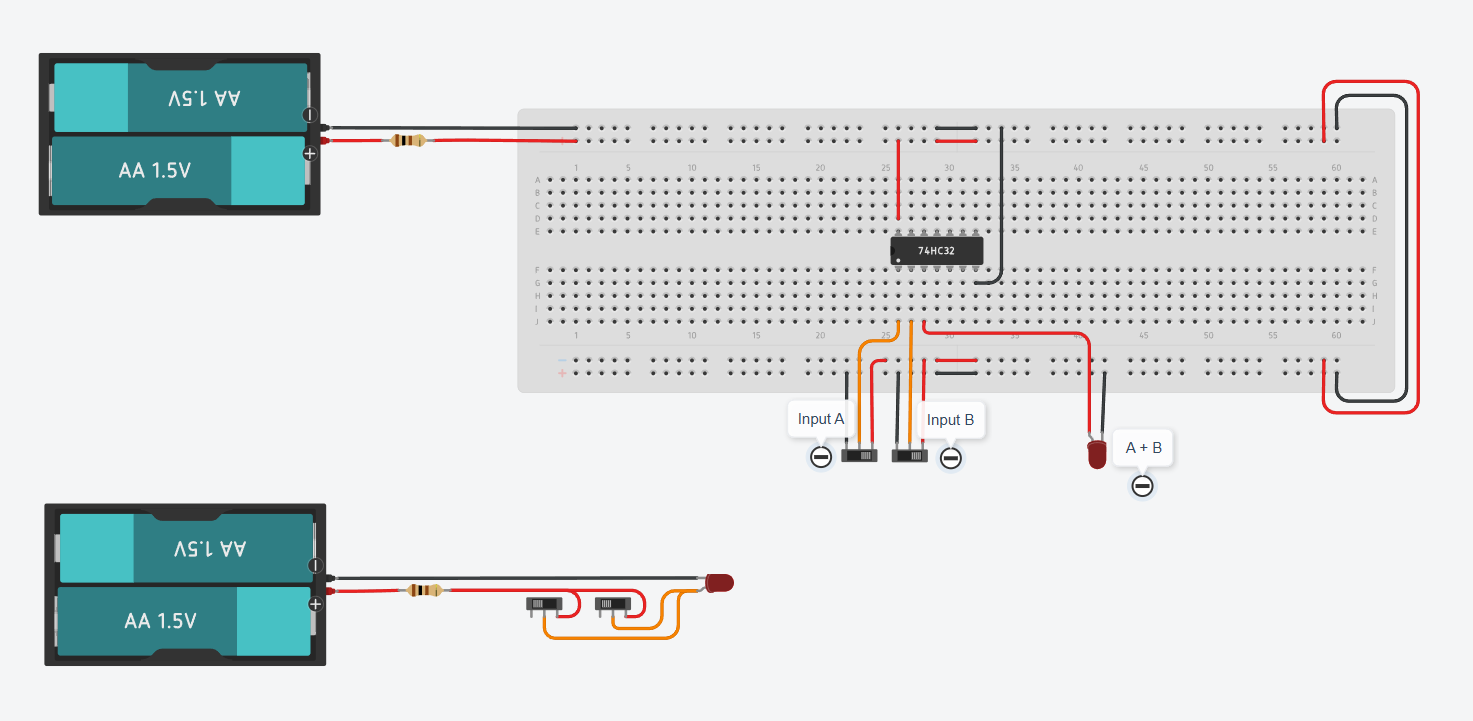 AA 1.5V
AA 1.5V
1 5 10 15 20 25 30 35 40 45 50 55 60
A A
B B
C C
D D
E E
74HC32
F F
G G
H H
I I
J J
1 5 10 15 20 25 30 35 40 45 50 55 60
Input A
Input B
A + B
AA 1.5V
AA 1.5V